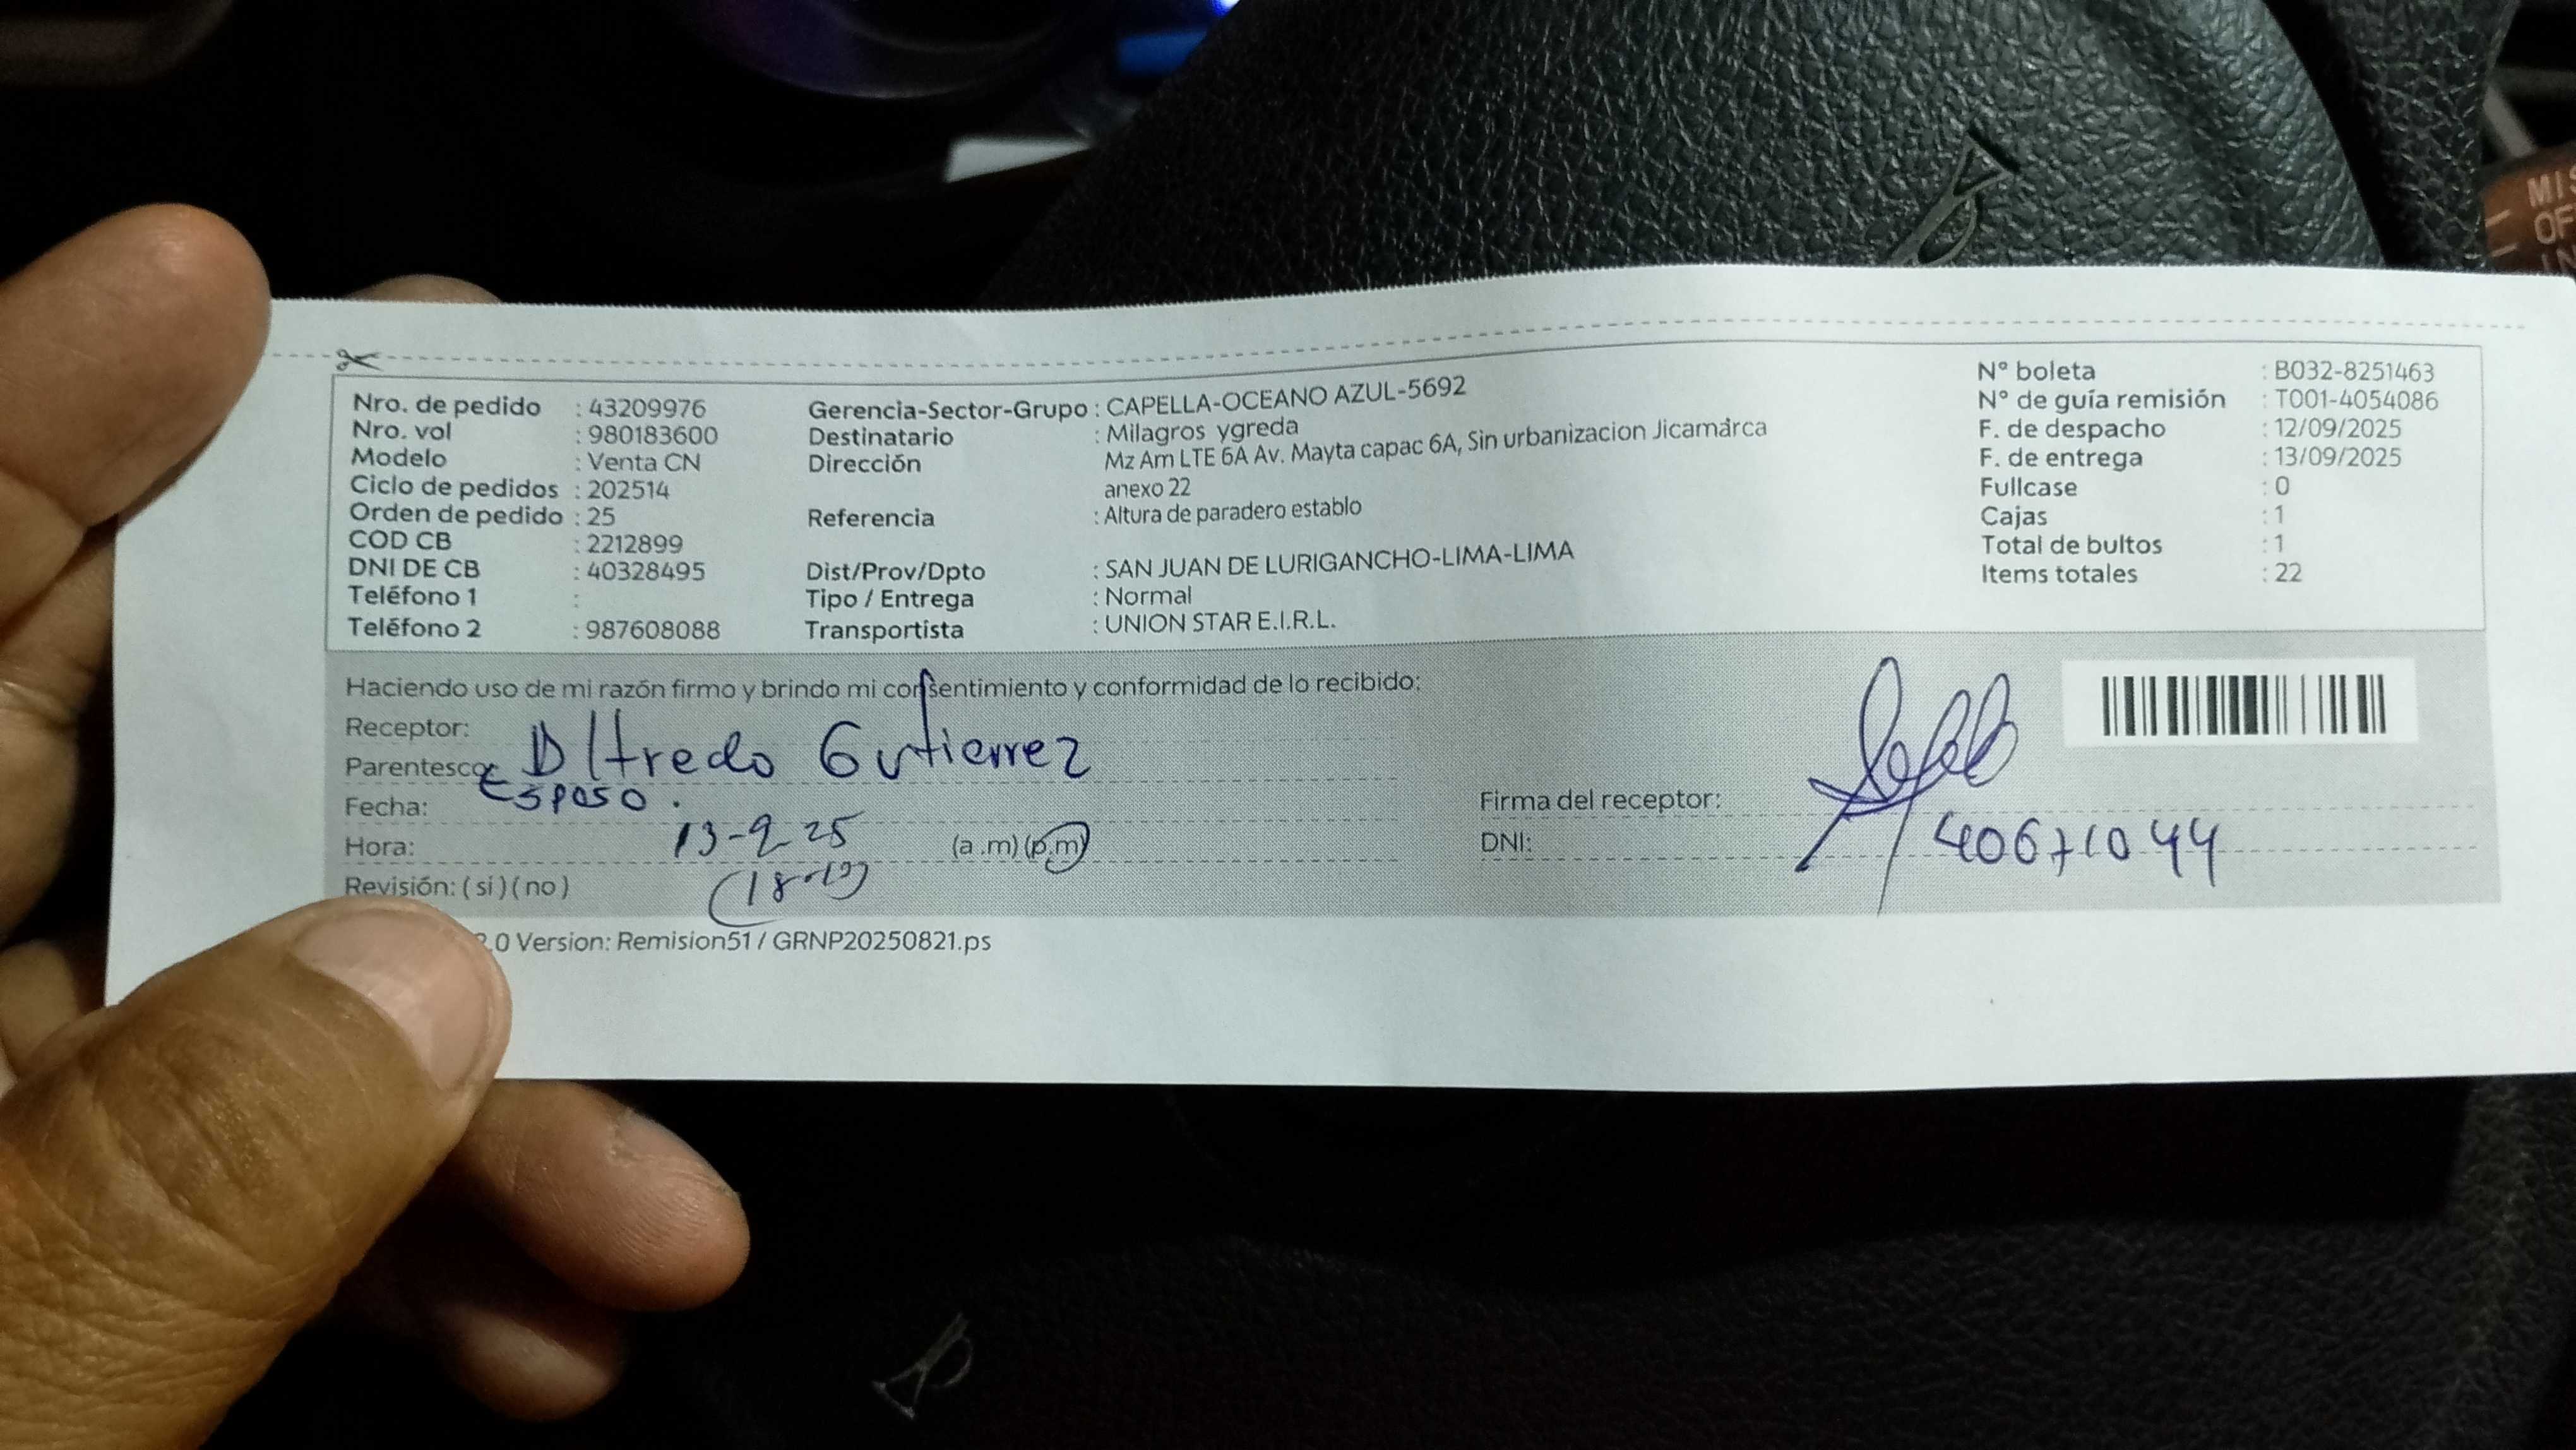 Nro. de pedido : 43209976
Nro. vol : 980183600
Modelo : Venta CN
Ciclo de pedidos : 202514
Orden de pedido : 25
COD CB : 2212899
DNI DE CB : 40328495
Teléfono 1 :
Teléfono 2 : 987608088
Gerencia-Sector-Grupo : CAPELLA-OCEANO AZUL-5692
Destinatario : Milagros ygreda
Dirección Mz Am LTE 6A Av. Mayta capac 6A, Sin urbanizacion Jicamárca
anexo 22
Referencia : Altura de paradero establo
Dist/Prov/Dpto : SAN JUAN DE LURIGANCHO-LIMA-LIMA
Tipo / Entrega : Normal
Transportista : UNION STAR E.I.R.L.
N° boleta : B032-8251463
N° de guía remisión : T001-4054086
F. de despacho : 12/09/2025
F. de entrega : 13/09/2025
Fullcase : 0
Cajas : 1
Total de bultos : 1
Items totales : 22
Haciendo uso de mi razón firmo y brindo mi consentimiento y conformidad de lo recibido:
Receptor: Alfredo Gutierrez
Parentesco: Esposo.
Fecha: 13-9-25
Hora: (a.m) (p.m)
Revisión: (si) (no)
Firma del receptor:
DNI: 40671044
.0 Version: Remision51 / GRNP20250821.ps
MIS
OF
IN